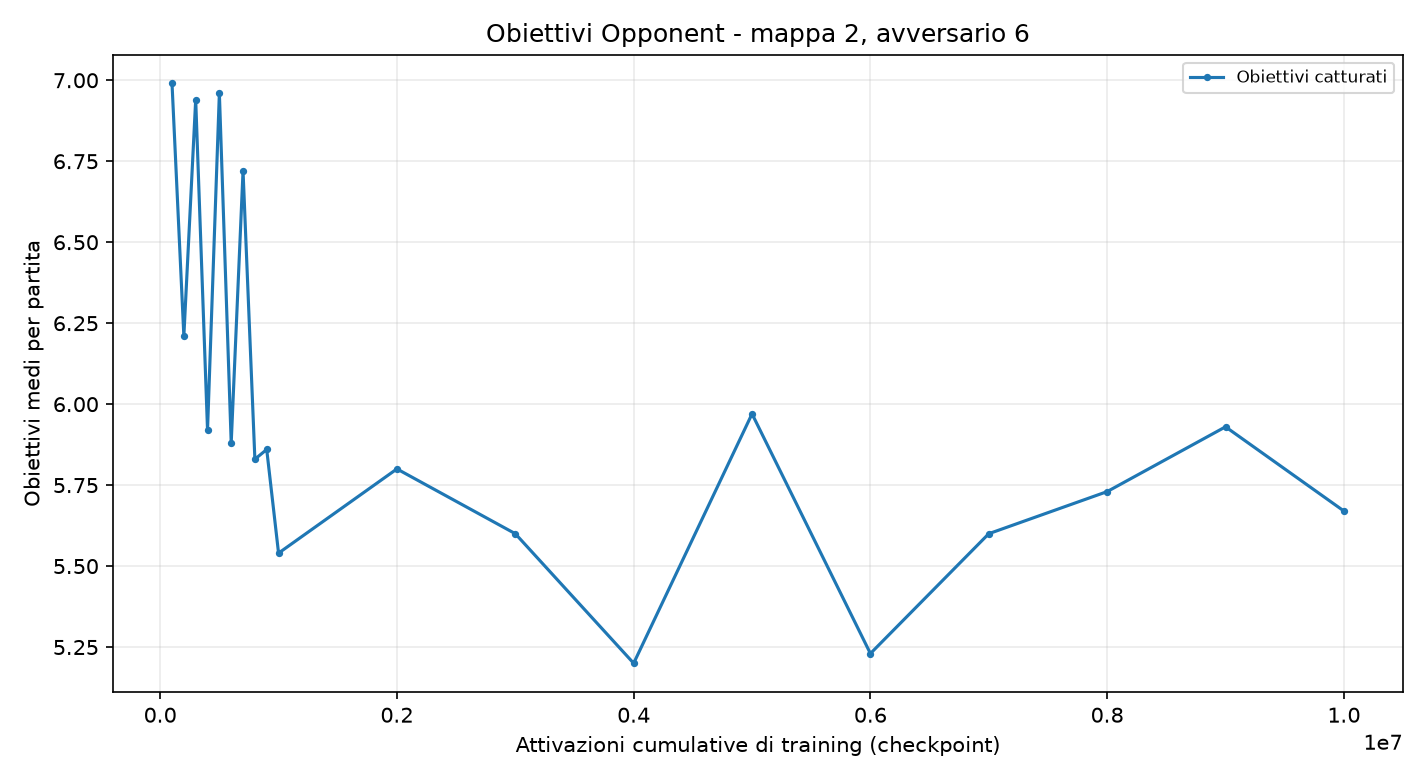 Obiettivi Opponent - mappa 2, avversario 6
Obiettivi catturati
Obiettivi medi per partita
7.00
6.75
6.50
6.25
6.00
5.75
5.50
5.25
0.0 0.2 0.4 0.6 0.8 1.0
1e7
Attivazioni cumulative di training (checkpoint)